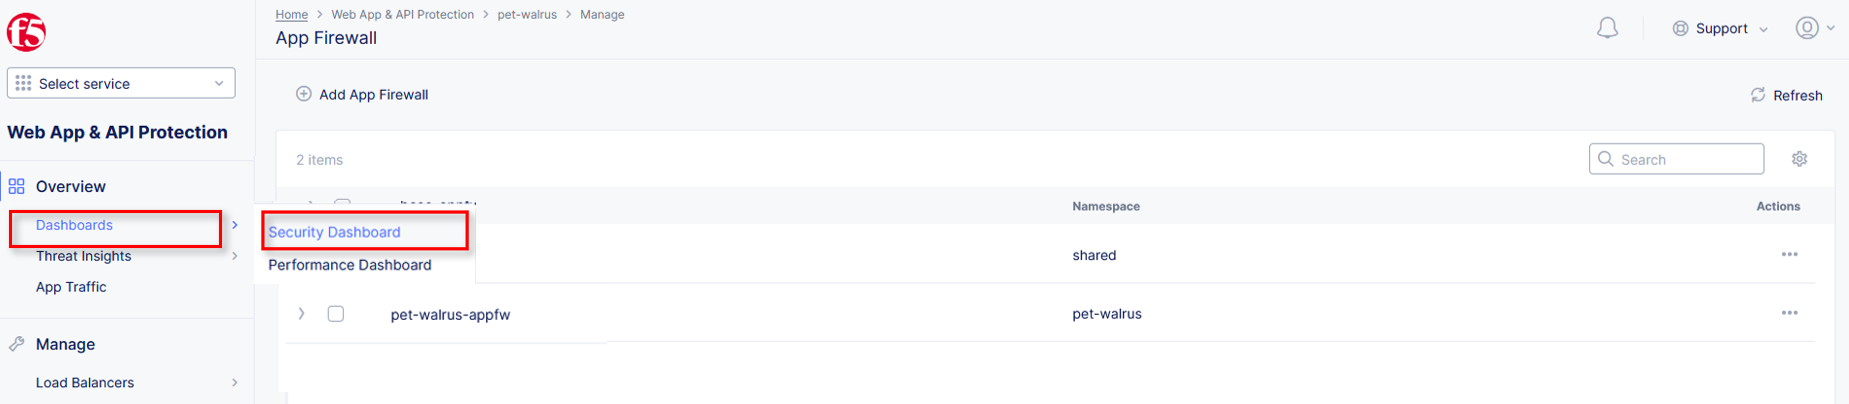 f5
Home > Web App & API Protection > pet-walrus > Manage
App Firewall
Support
Select service
Add App Firewall
Refresh
Web App & API Protection
2 items
Search
Overview
Namespace
Actions
Dashboards
Security Dashboard
Threat Insights
shared
Performance Dashboard
App Traffic
pet-walrus-appfw
pet-walrus
Manage
Load Balancers